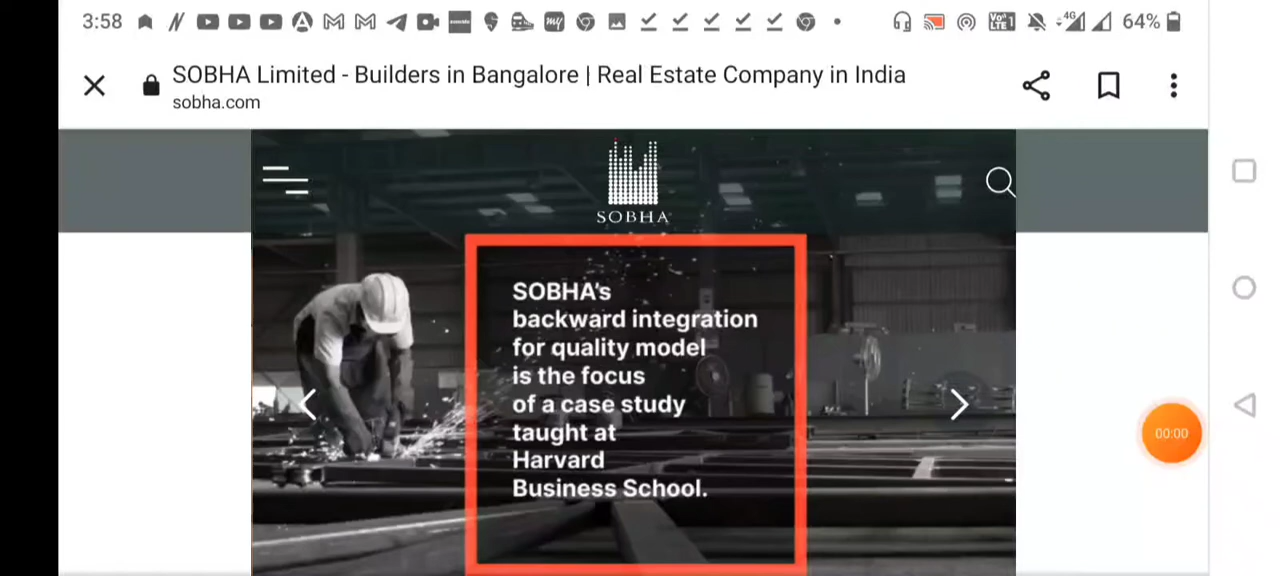 3:58 64%
SOBHA Limited - Builders in Bangalore | Real Estate Company in India
sobha.com
SOBHA
SOBHA's
backward integration
for quality model
is the focus
of a case study
taught at
Harvard
Business School.
00:00